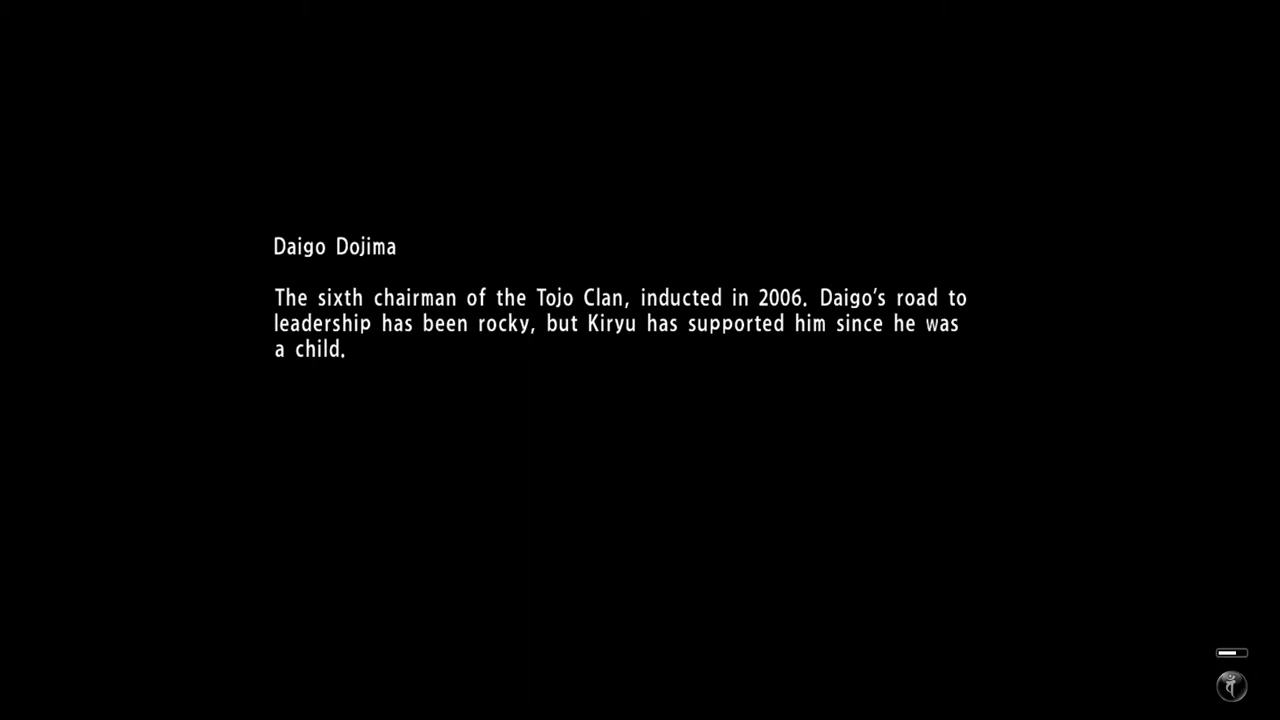 Daigo Dojima
The sixth chairman of the Tojo Clan, inducted in 2006. Daigo's road to
leadership has been rocky, but Kiryu has supported him since he was
a child.